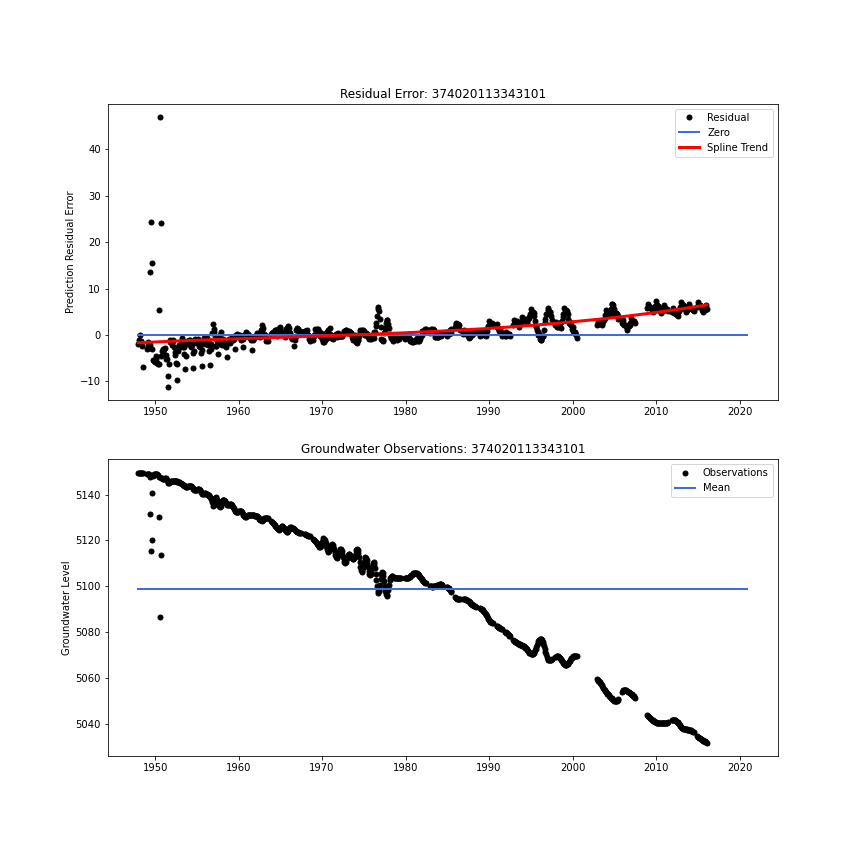 Residual Error: 374020113343101
Prediction Residual Error
40
30
20
10
0
−10
Residual
Zero
Spline Trend
1950 1960 1970 1980 1990 2000 2010 2020
Groundwater Observations: 374020113343101
Groundwater Level
5140
5120
5100
5080
5060
5040
Observations
Mean
1950 1960 1970 1980 1990 2000 2010 2020